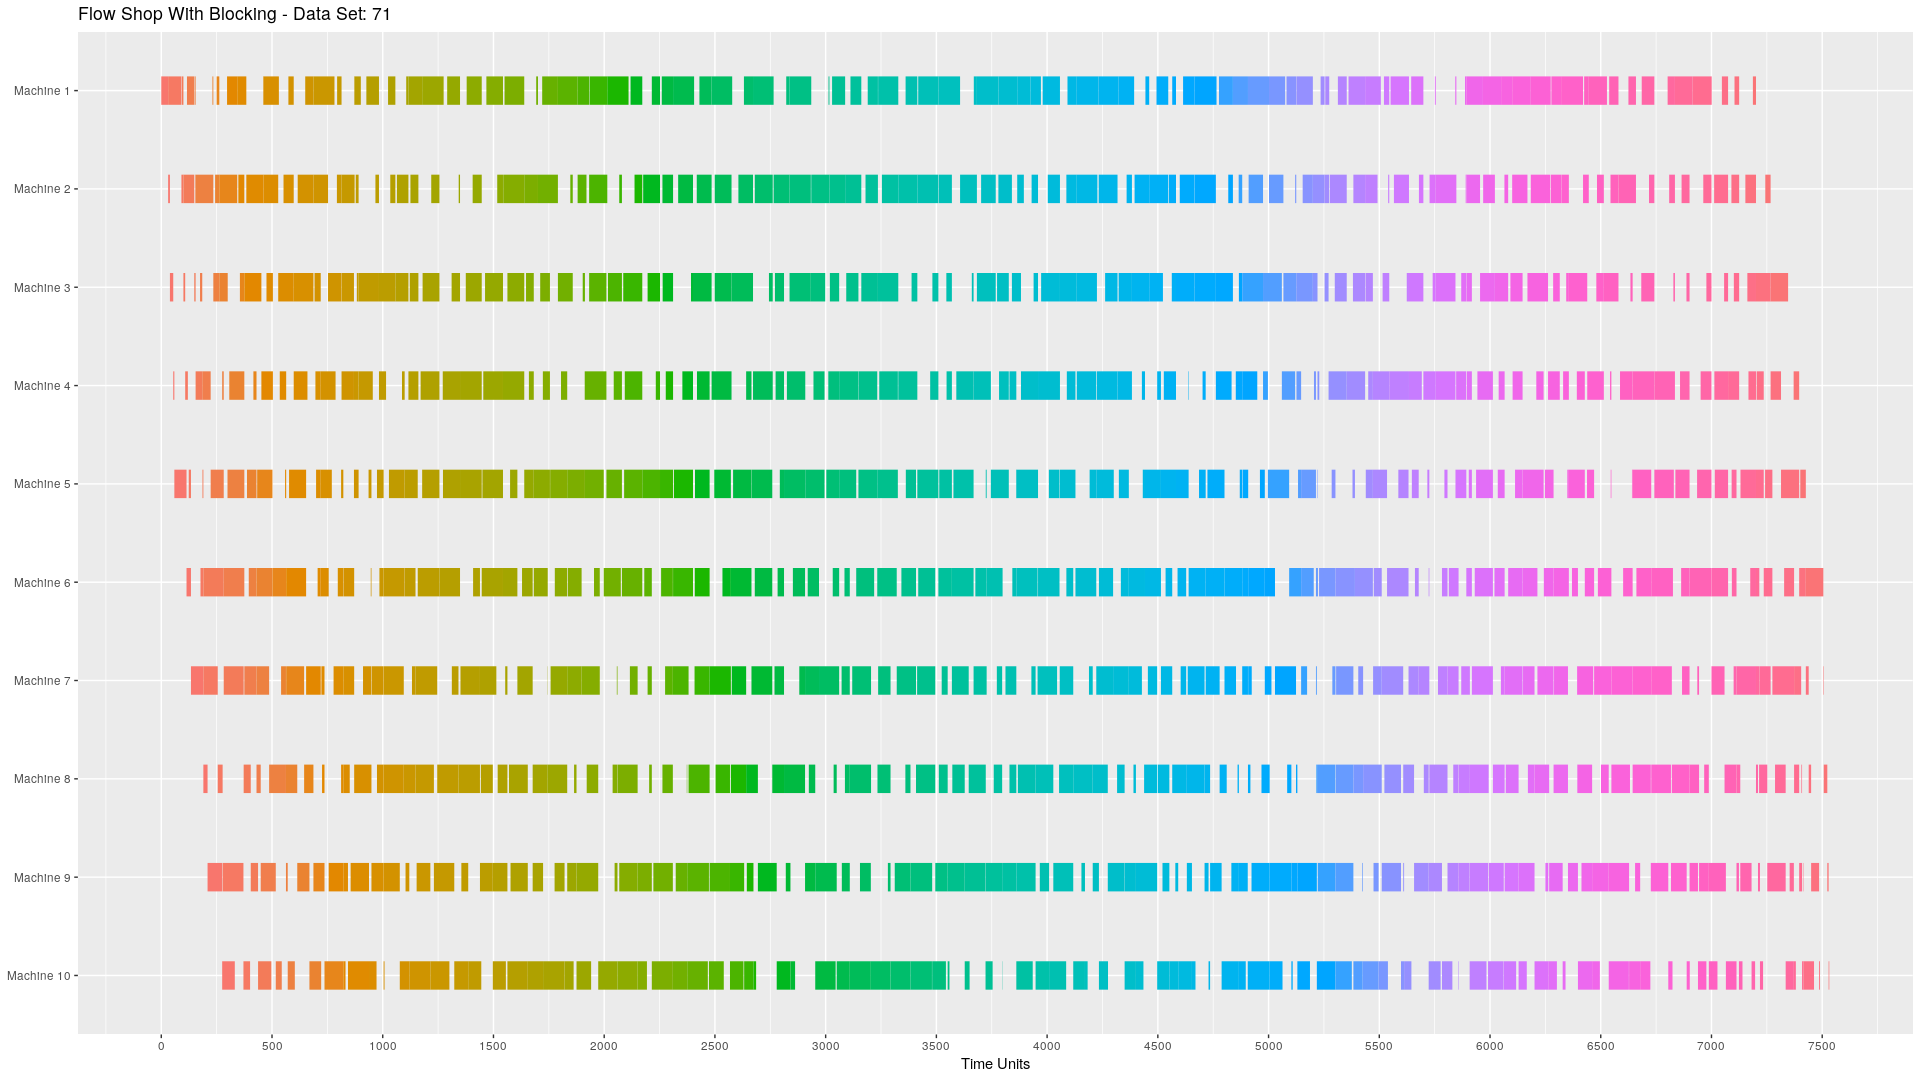 Flow Shop With Blocking - Data Set: 71
Machine 1
Machine 2
Machine 3
Machine 4
Machine 5
Machine 6
Machine 7
Machine 8
Machine 9
Machine 10
0 500 1000 1500 2000 2500 3000 3500 4000 4500 5000 5500 6000 6500 7000 7500
Time Units